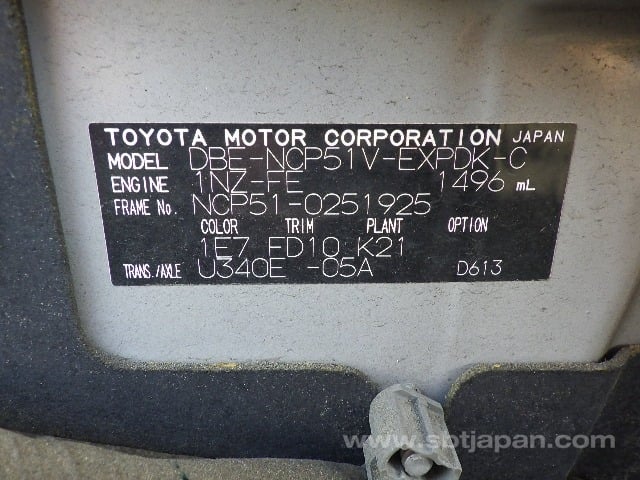 TOYOTA MOTOR CORPORATION JAPAN
MODEL DBE-NCP51V-EXPDK-C
ENGINE 1NZ-FE 1496 mL
FRAME No. NCP51-0251925
COLOR TRIM PLANT OPTION
1E7 FD10 K21
TRANS./AXLE U340E -05A D613
www.sbtjapan.com